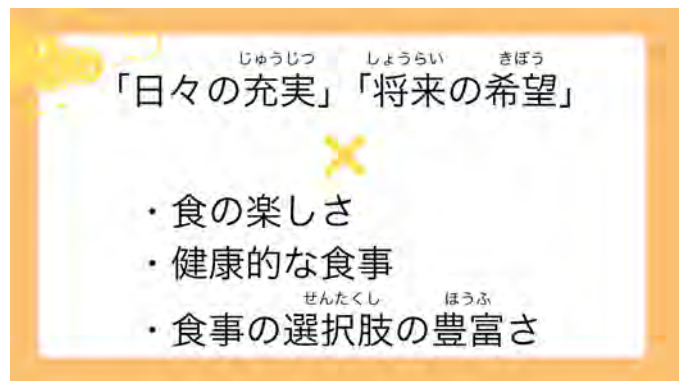 じゅうじつ しょうらい きぼう
「日々の充実」「将来の希望」
×
・食の楽しさ
・健康的な食事
せんたくし ほうふ
・食事の選択肢の豊富さ